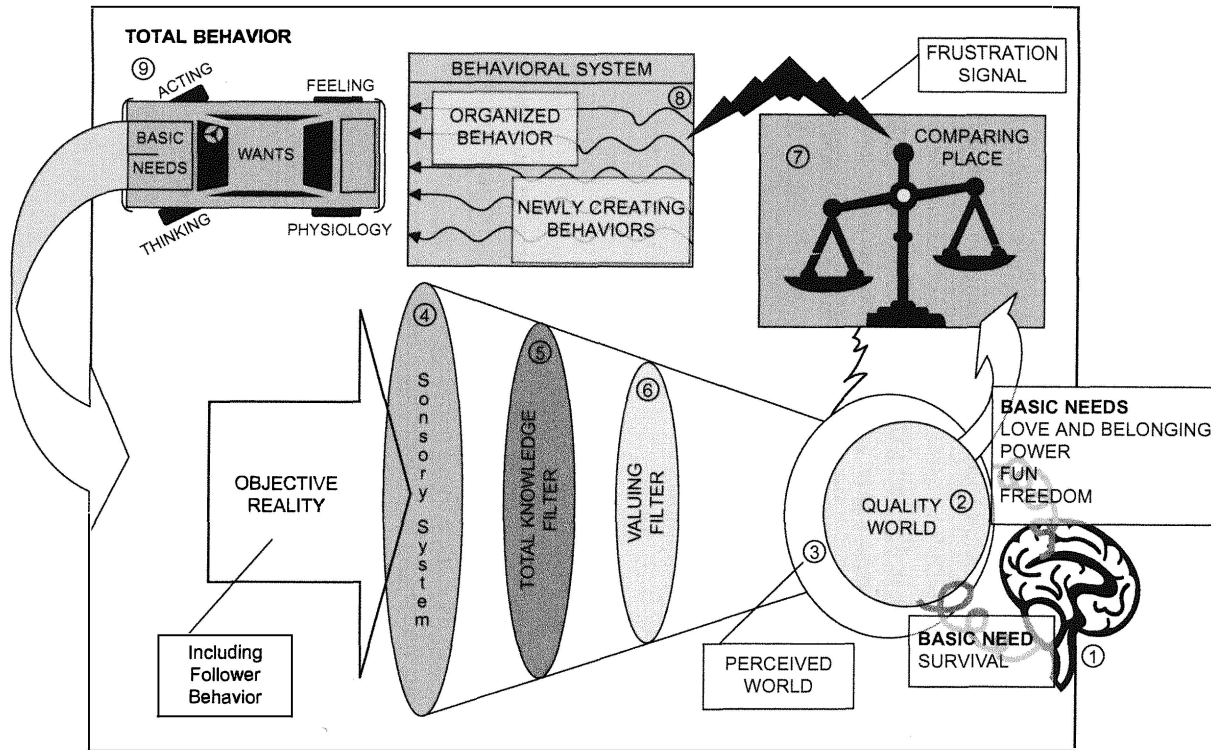 TOTAL BEHAVIOR
⑨
ACTING
FEELING
BASIC
NEEDS
WANTS
THINKING
PHYSIOLOGY
BEHAVIORAL SYSTEM
⑧
ORGANIZED
BEHAVIOR
NEWLY CREATING
BEHAVIORS
FRUSTRATION
SIGNAL
⑦
COMPARING
PLACE
OBJECTIVE
REALITY
Including
Follower
Behavior
④
Sonsory System
⑤
TOTAL KNOWLEDGE
FILTER
⑥
VALUING
FILTER
QUALITY
WORLD
②
③
PERCEIVED
WORLD
BASIC NEEDS
LOVE AND BELONGING
POWER
FUN
FREEDOM
BASIC NEED
SURVIVAL
①